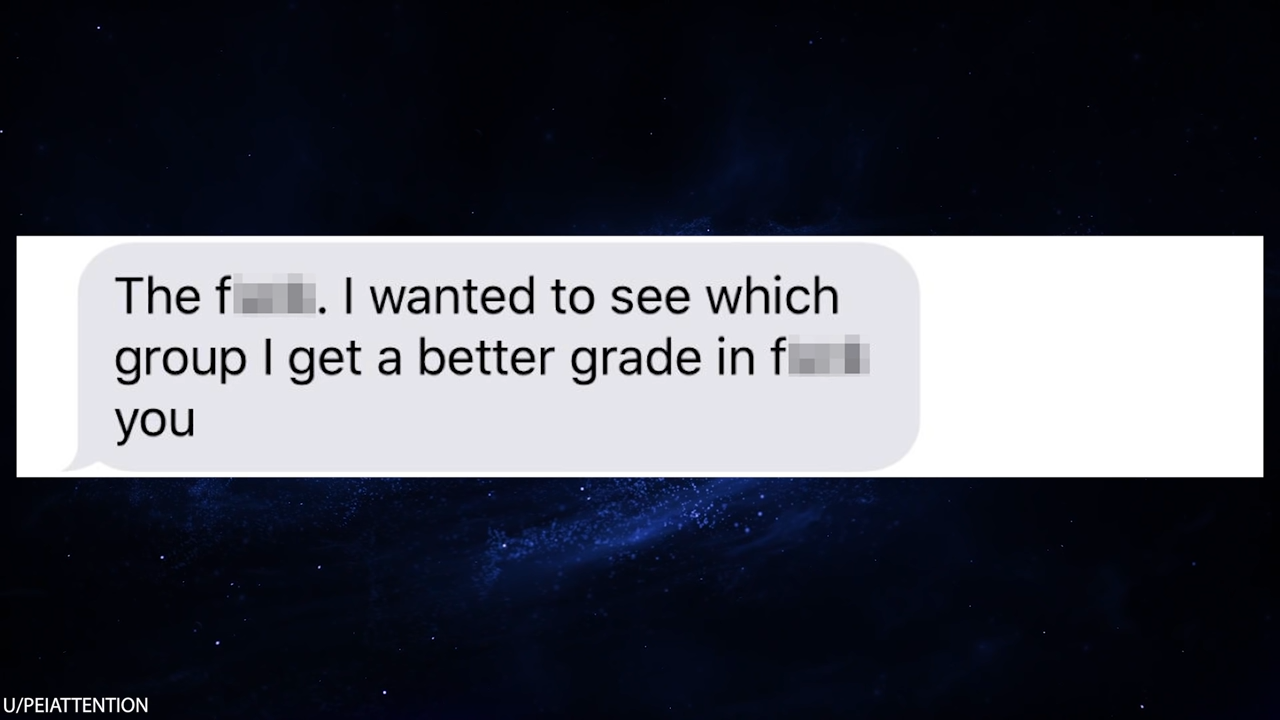 The f. I wanted to see which
group I get a better grade in f
you
U/PEIATTENTION